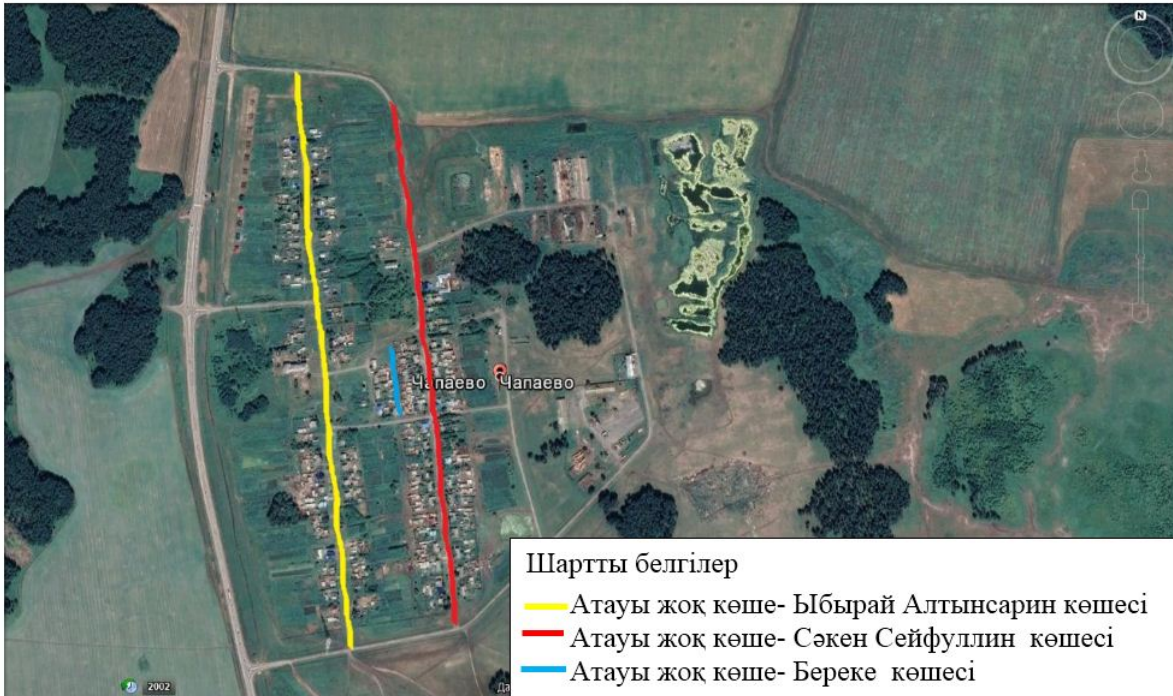 N
Чапаево Чапаево
Шартты белгілер
Атауы жоқ көше- Ыбырай Алтынсарин көшесі
Атауы жоқ көше- Сәкен Сейфуллин көшесі
Атауы жоқ көше- Береке көшесі
2002